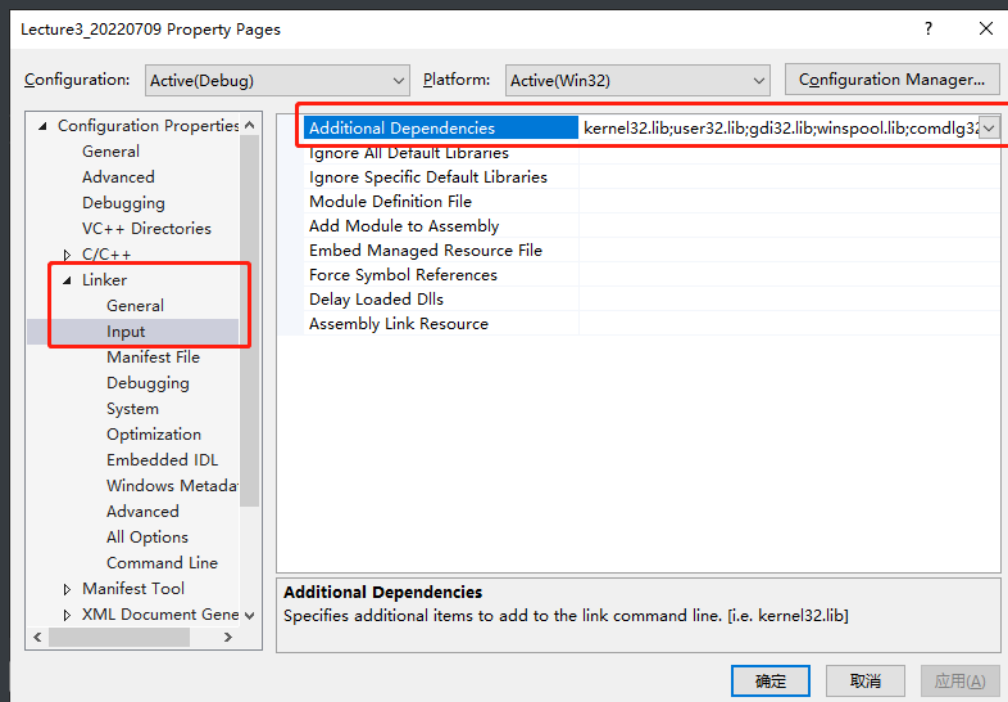 Lecture3_20220709 Property Pages
Configuration: Active(Debug) Platform: Active(Win32) Configuration Manager...
Configuration Properties
General
Advanced
Debugging
VC++ Directories
C/C++
Linker
General
Input
Manifest File
Debugging
System
Optimization
Embedded IDL
Windows Metada
Advanced
All Options
Command Line
Manifest Tool
XML Document Gene
Additional Dependencies kernel32.lib;user32.lib;gdi32.lib;winspool.lib;comdlg32
Ignore All Default Libraries
Ignore Specific Default Libraries
Module Definition File
Add Module to Assembly
Embed Managed Resource File
Force Symbol References
Delay Loaded Dlls
Assembly Link Resource
Additional Dependencies
Specifies additional items to add to the link command line. [i.e. kernel32.lib]
确定 取消 应用(A)